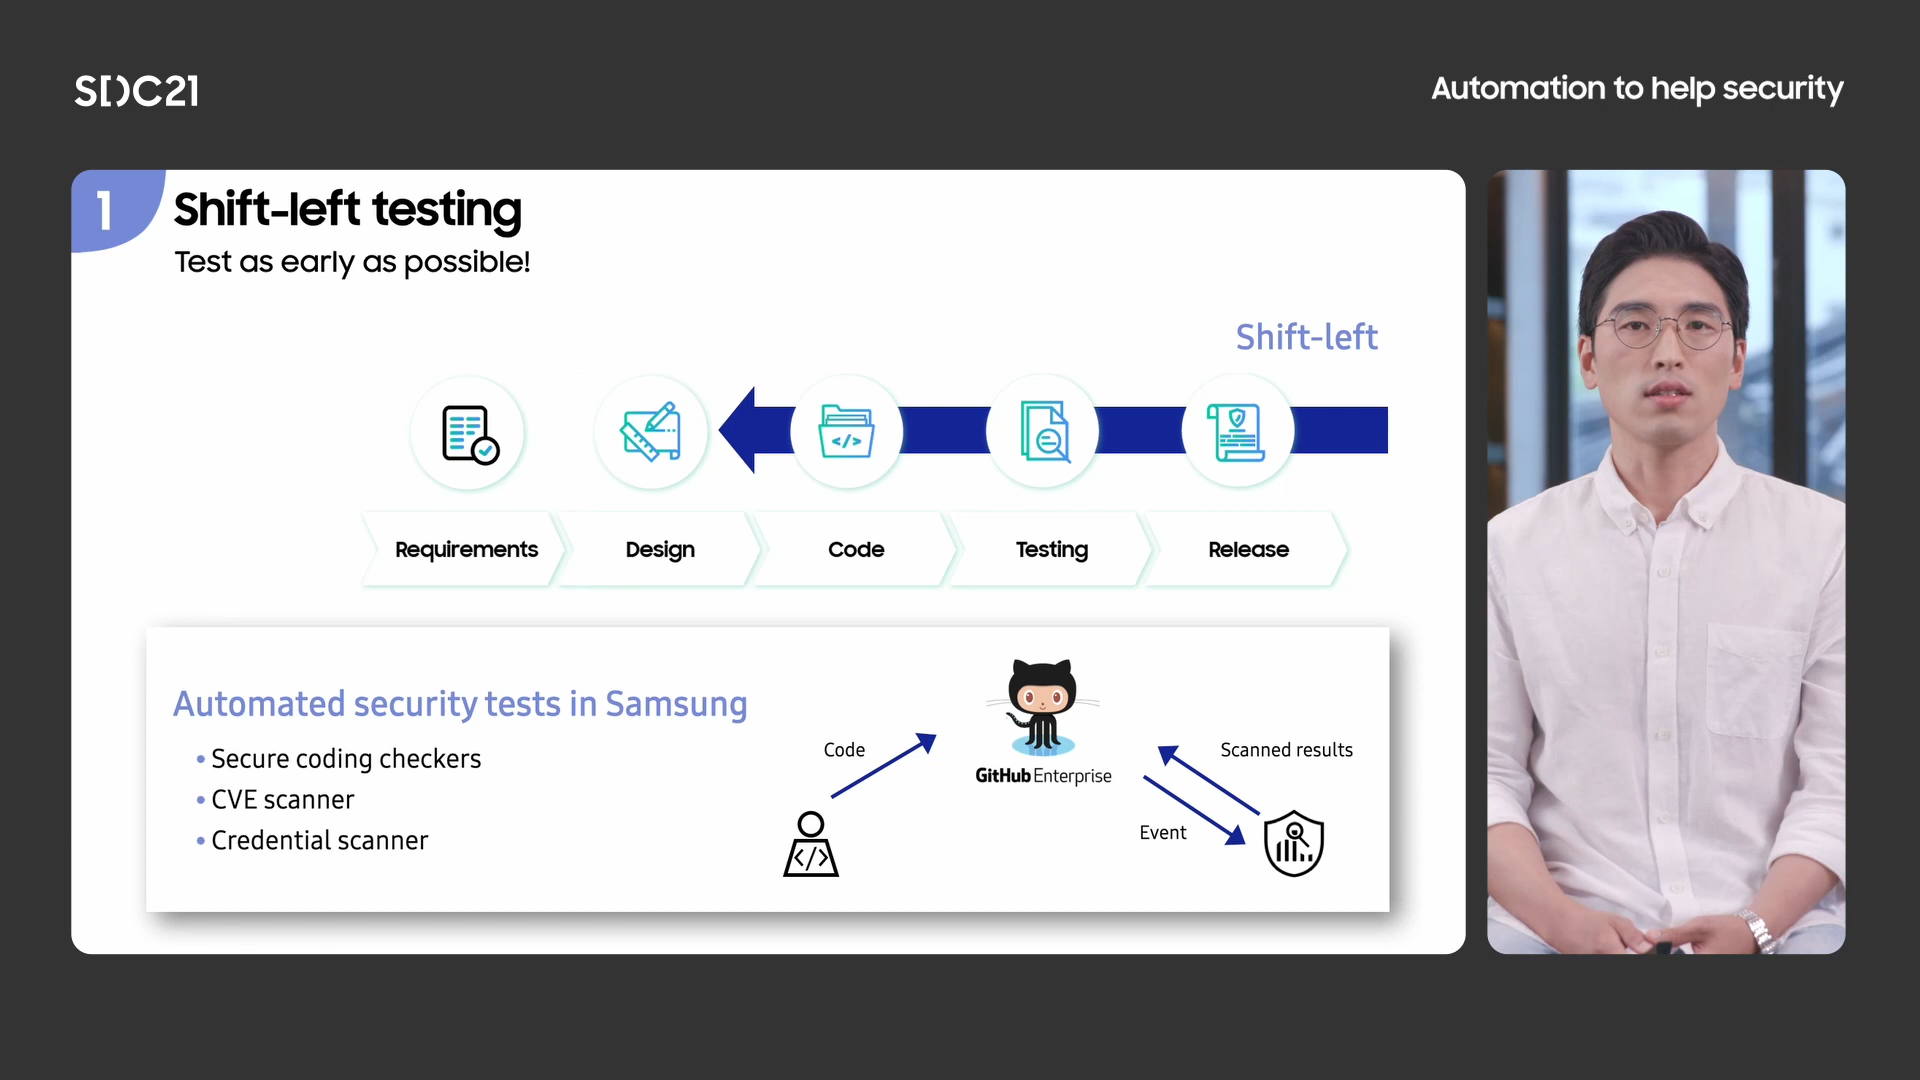 SDC21
Automation to help security
1
Shift-left testing
Test as early as possible!
Shift-left
</>
Requirements
Design
Code
Testing
Release
Automated security tests in Samsung
• Secure coding checkers
• CVE scanner
• Credential scanner
Code
GitHub Enterprise
Scanned results
Event
</>